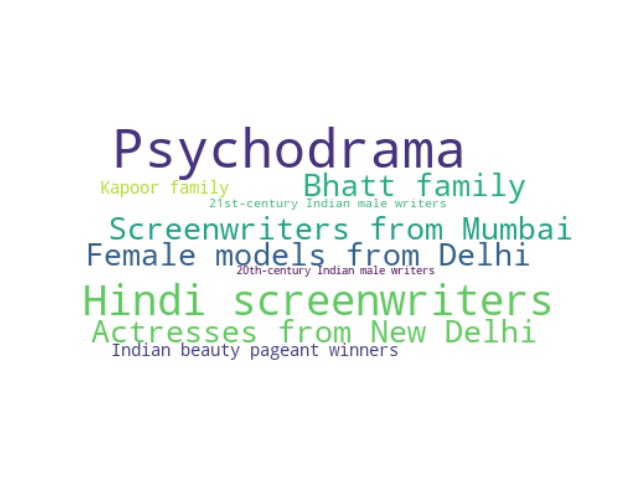 Psychodrama
Kapoor family
Bhatt family
21st-century Indian male writers
Screenwriters from Mumbai
Female models from Delhi
20th-century Indian male writers
Hindi screenwriters
Actresses from New Delhi
Indian beauty pageant winners